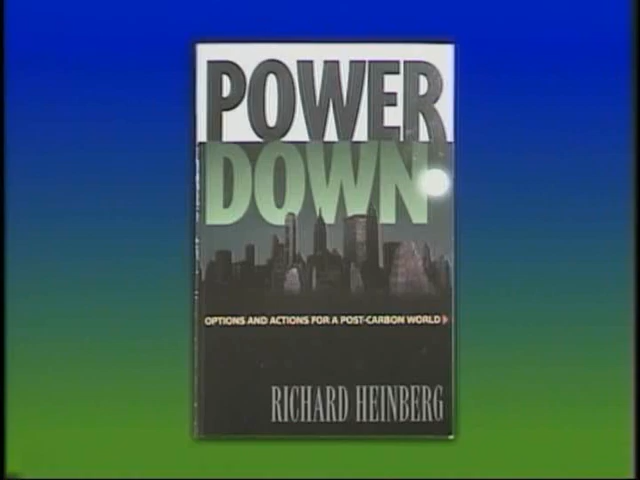 POWER
DOWN
OPTIONS AND ACTIONS FOR A POST-CARBON WORLD
RICHARD HEINBERG